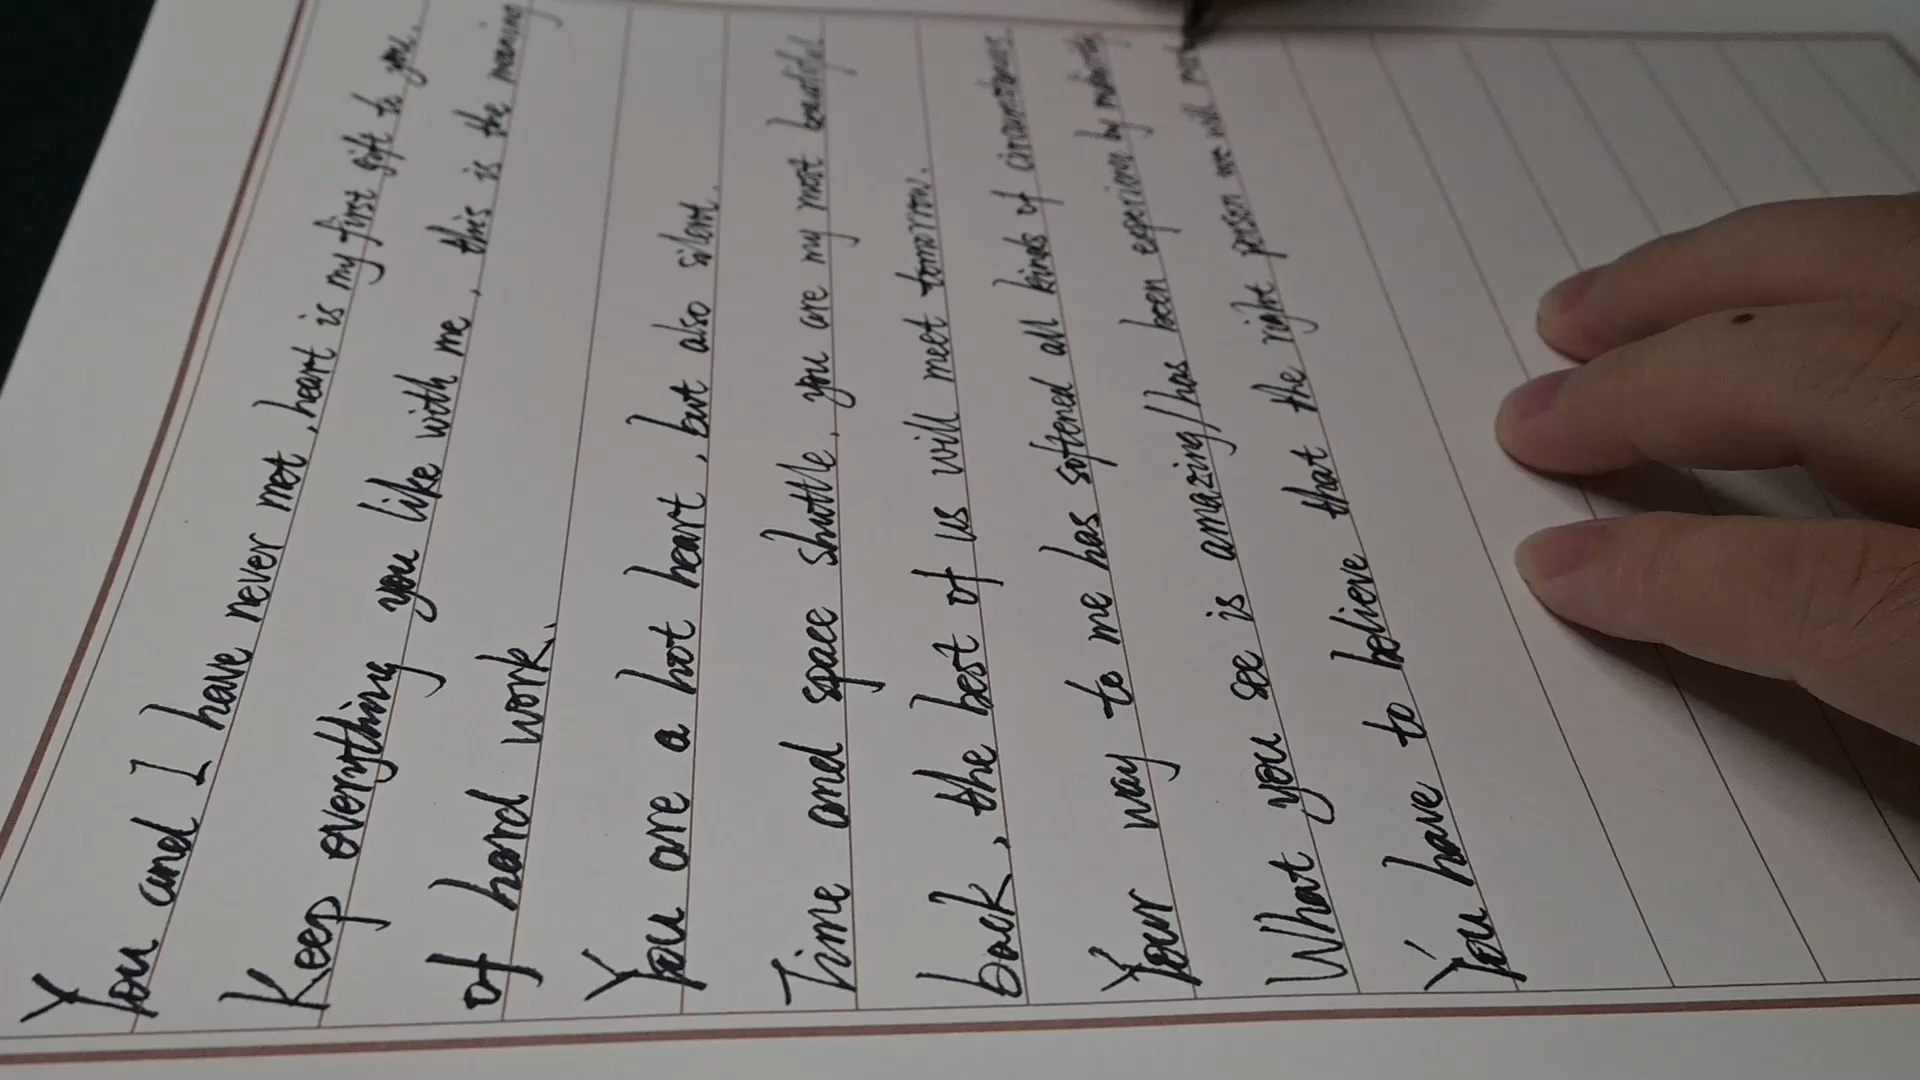 You and I have never met, heart is my first gift to you.
Keep everything you like with me, this is the meaning
of hard work.
You are a hot heart, but also silent.
Time and space shuttle, you are my most beautiful
back, the best of us will meet tomorrow.
Your way to me has softened all kinds of circumstances
What you see is amazing/has been experience by
You have to believe that the right person we will